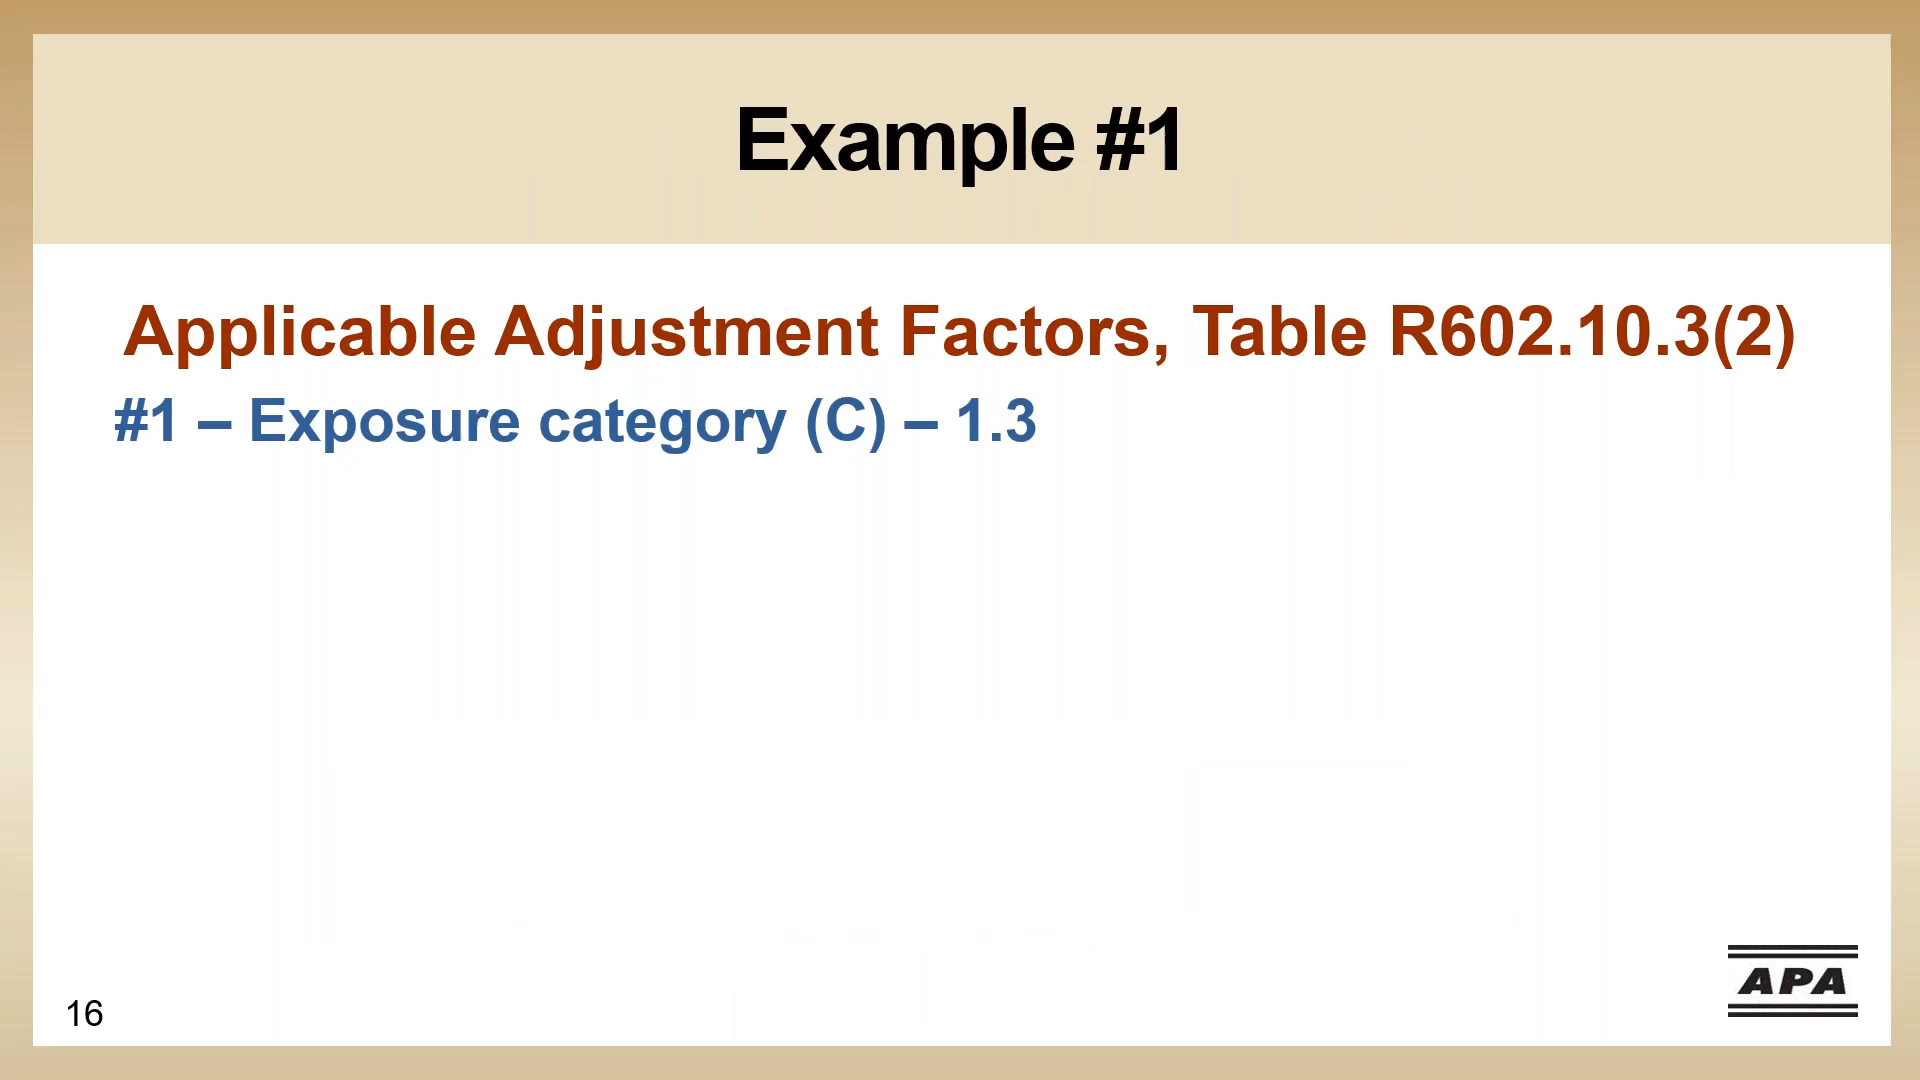 Example #1
Applicable Adjustment Factors, Table R602.10.3(2)
#1 – Exposure category (C) – 1.3
APA
16